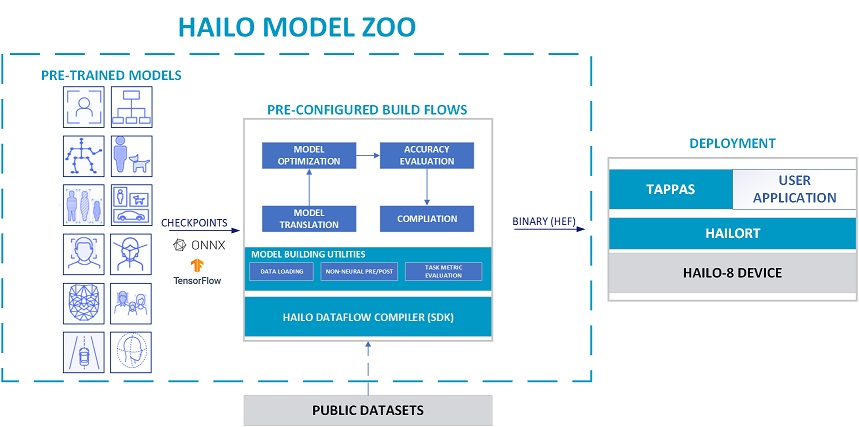 HAILO MODEL ZOO
PRE-TRAINED MODELS
PRE-CONFIGURED BUILD FLOWS
MODEL
OPTIMIZATION
ACCURACY
EVALUATION
MODEL
TRANSLATION
COMPLIATION
CHECKPOINTS
ONNX
TensorFlow
MODEL BUILDING UTILITIES
DATA LOADING
NON-NEURAL PRE/POST
TASK METRIC
EVALUATION
HAILO DATAFLOW COMPILER (SDK)
PUBLIC DATASETS
BINARY (HEF)
DEPLOYMENT
TAPPAS
USER
APPLICATION
HAILORT
HAILO-8 DEVICE